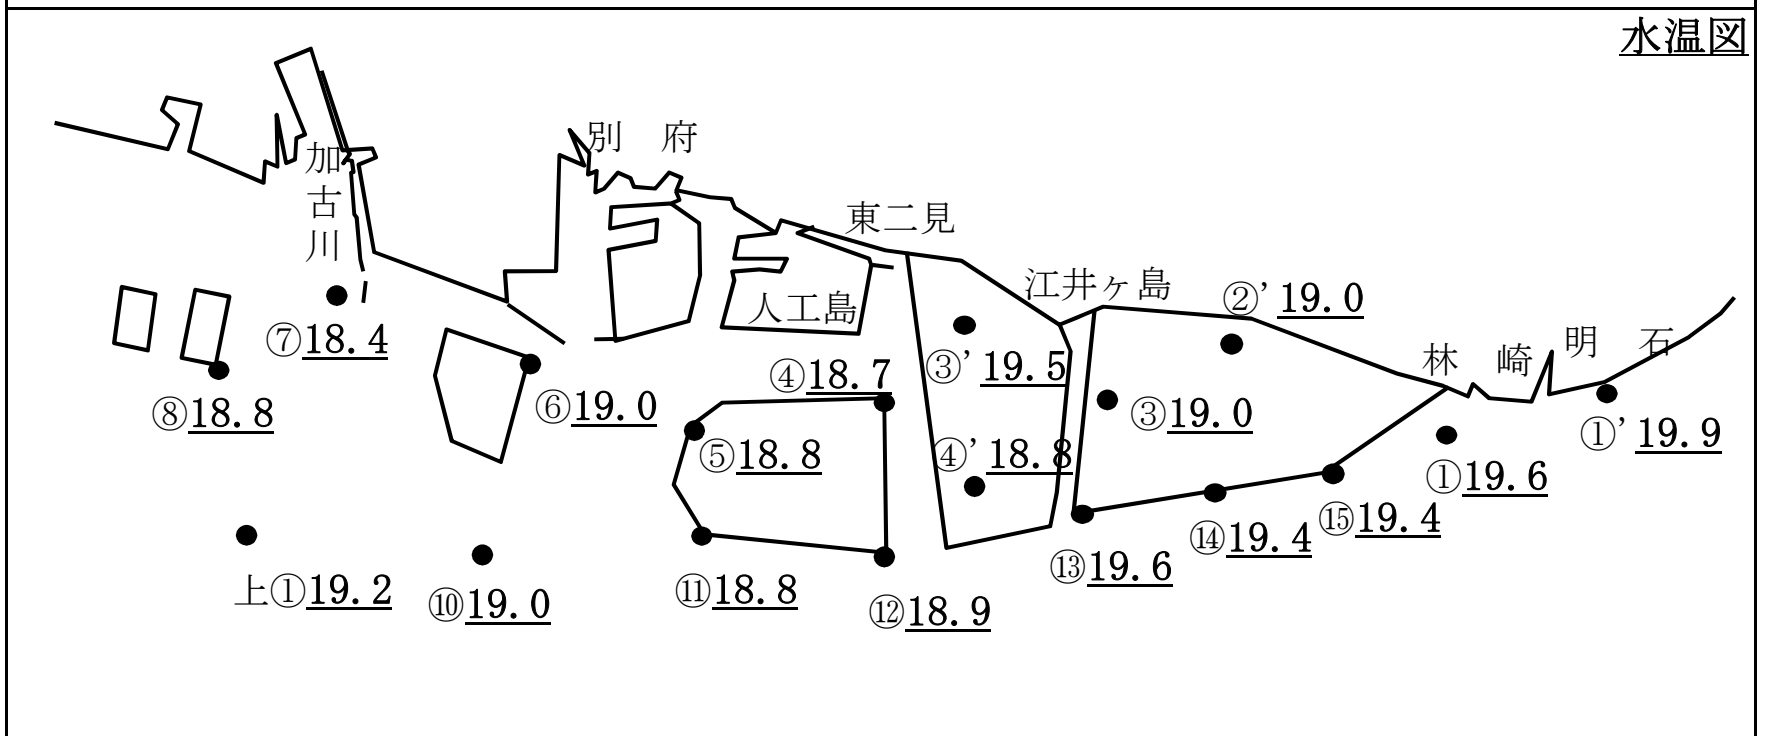 水温図
別　府
加古川
東二見
江井ヶ島
②' 19.0
人工島
⑦18.4
林　崎
明　石
③' 19.5
④18.7
⑧18.8
⑥19.0
③19.0
①' 19.9
⑤18.8
④' 18.8
①19.6
⑮19.4
⑭19.4
⑬19.6
上①19.2
⑩19.0
⑪18.8
⑫18.9